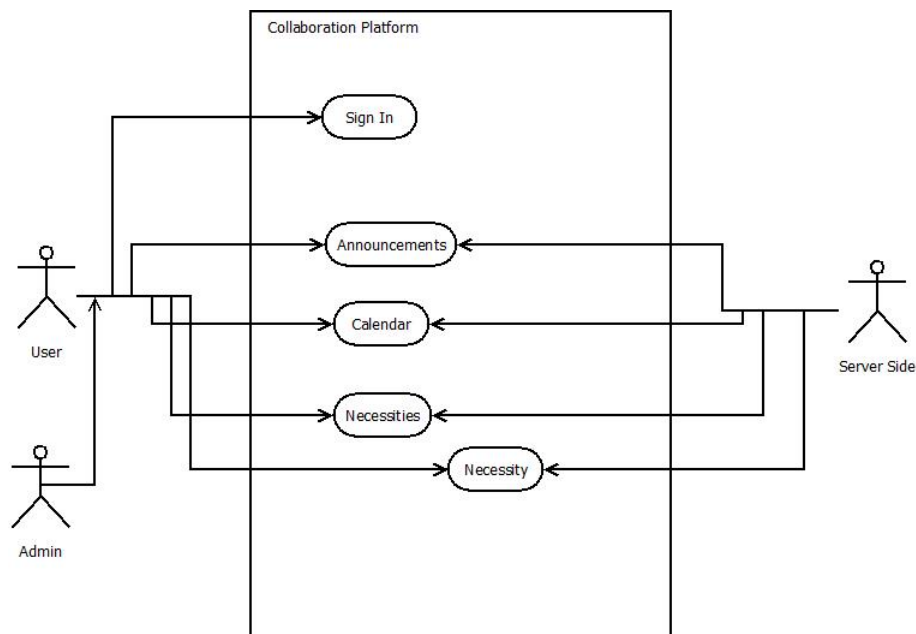 Collaboration Platform
Sign In
Announcements
User
Calendar
Server Side
Necessities
Necessity
Admin